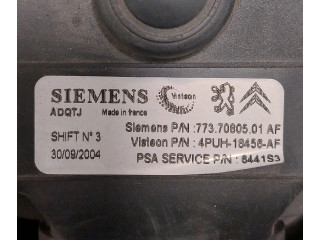 SIEMENS Visteon
ADQTJ Made in france
Siemens P/N :773.70805.01 AF
SHIFT N° 3 Visteon P/N : 4PUH-18456-AF
30/09/2004 PSA SERVICE P/N : 6441S3